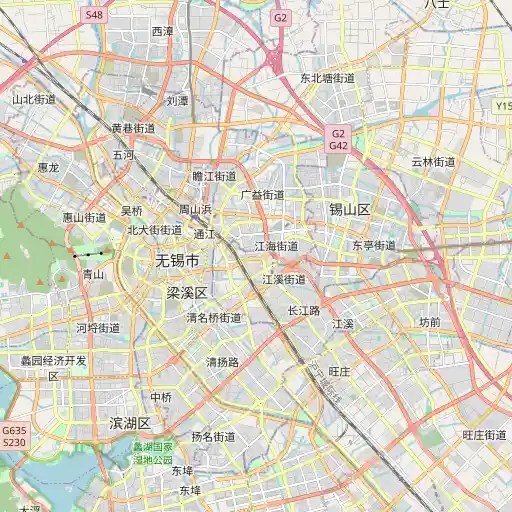 八士
S48
G2
西漳
东北塘街道
山北街道
刘潭
Y15
黄巷街道
G2
G42
五河
云林街道
惠龙
瞻江街道
广益街道
吴桥
周山浜
锡山区
惠山街道
北大街街道
通江
江海街道
东亭街道
无锡市
青山
江溪街道
梁溪区
长江路
清名桥街道
江溪
坊前
河埒街道
蠡园经济开发
区
清扬路
沪宁城际线
旺庄
中桥
滨湖区
G635
S230
扬名街道
旺庄街道
蠡湖国家
湿地公园
东绛
东绛